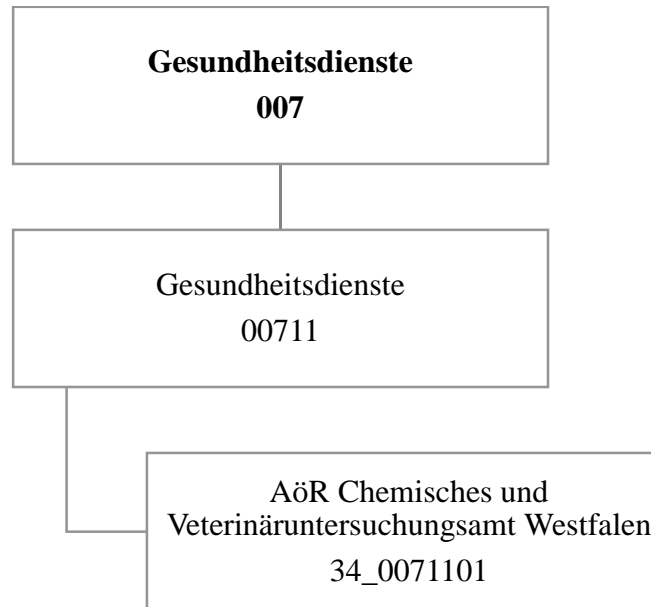 Gesundheitsdienste
007
Gesundheitsdienste
00711
AöR Chemisches und
Veterinäruntersuchungsamt Westfalen
34_0071101